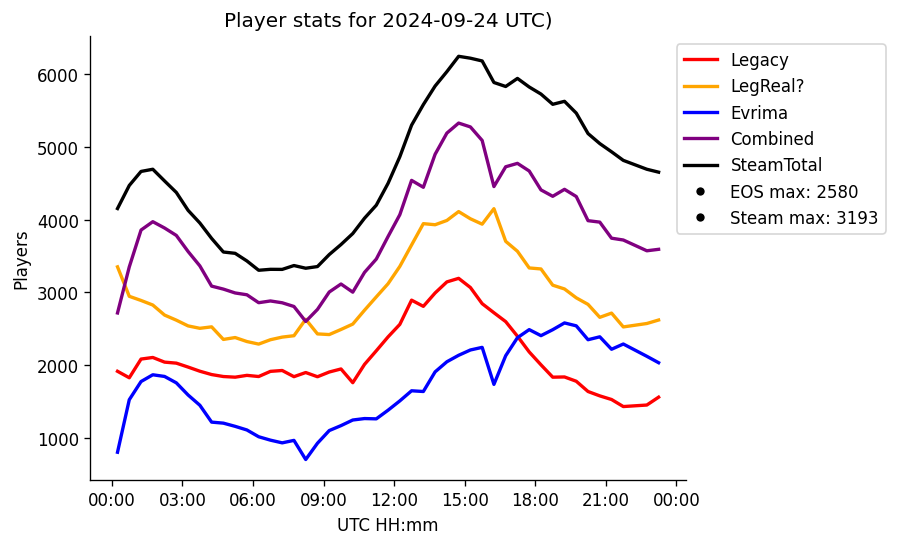 Player stats for 2024-09-24 UTC)
Players
6000
5000
4000
3000
2000
1000
00:00 03:00 06:00 09:00 12:00 15:00 18:00 21:00 00:00
UTC HH:mm
Legacy
LegReal?
Evrima
Combined
SteamTotal
EOS max: 2580
Steam max: 3193